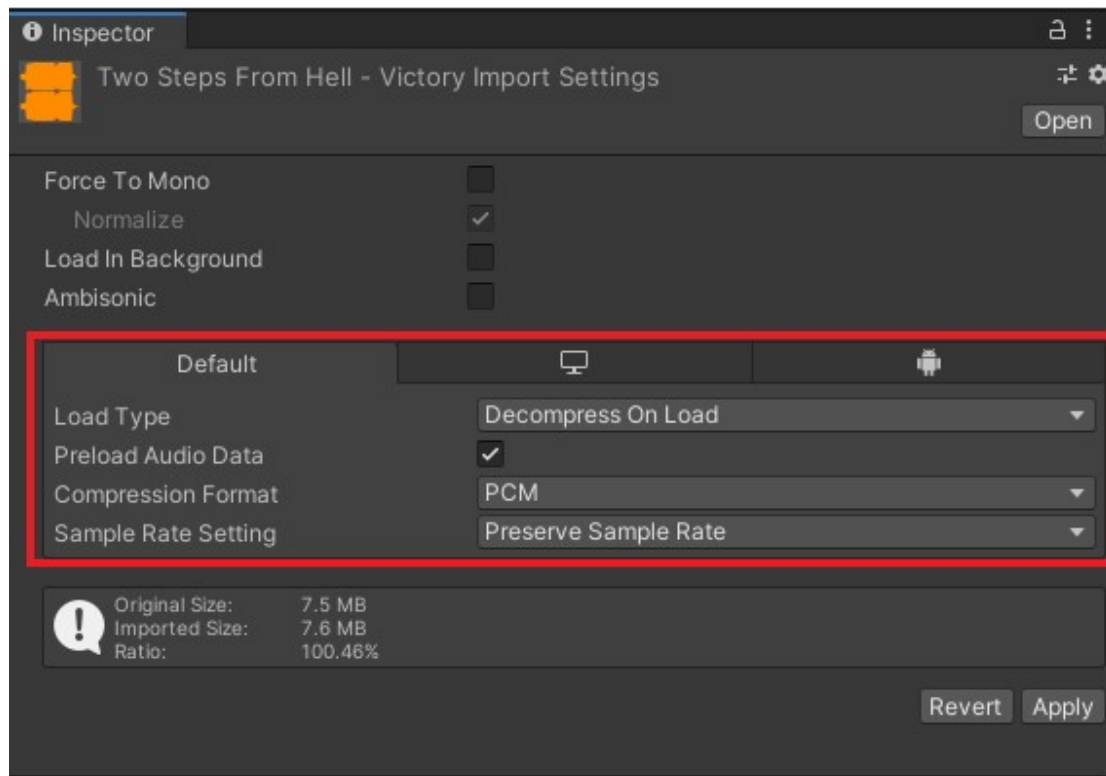 Inspector
Two Steps From Hell - Victory Import Settings
Open
Force To Mono
Normalize
Load In Background
Ambisonic
Default
Load Type Decompress On Load
Preload Audio Data
Compression Format PCM
Sample Rate Setting Preserve Sample Rate
Original Size: 7.5 MB
Imported Size: 7.6 MB
Ratio: 100.46%
Revert Apply